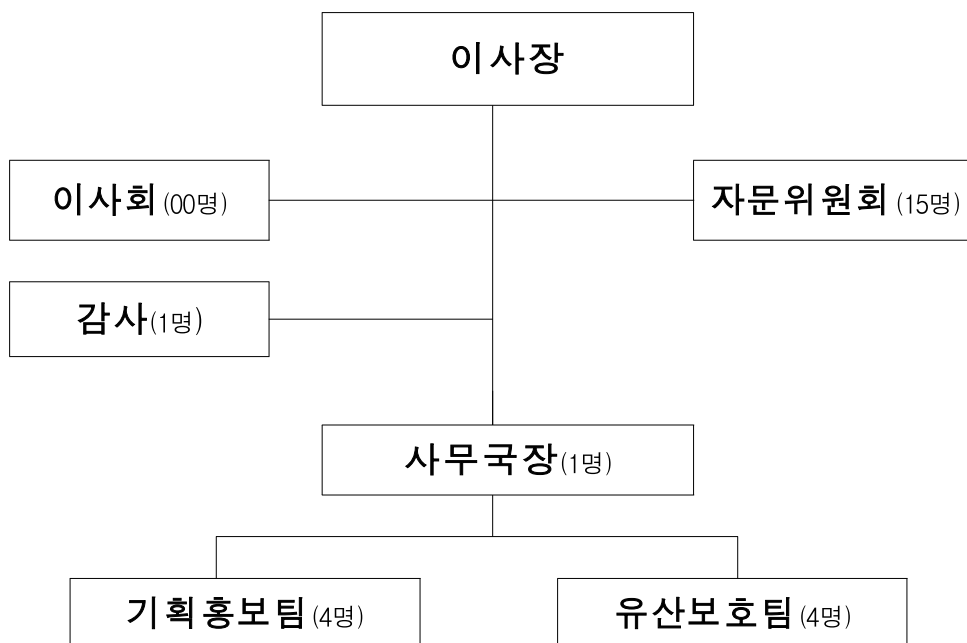 이사장
이사회 (00명)
자문위원회 (15명)
감사(1명)
사무국장(1명)
기획홍보팀(4명)
유산보호팀(4명)